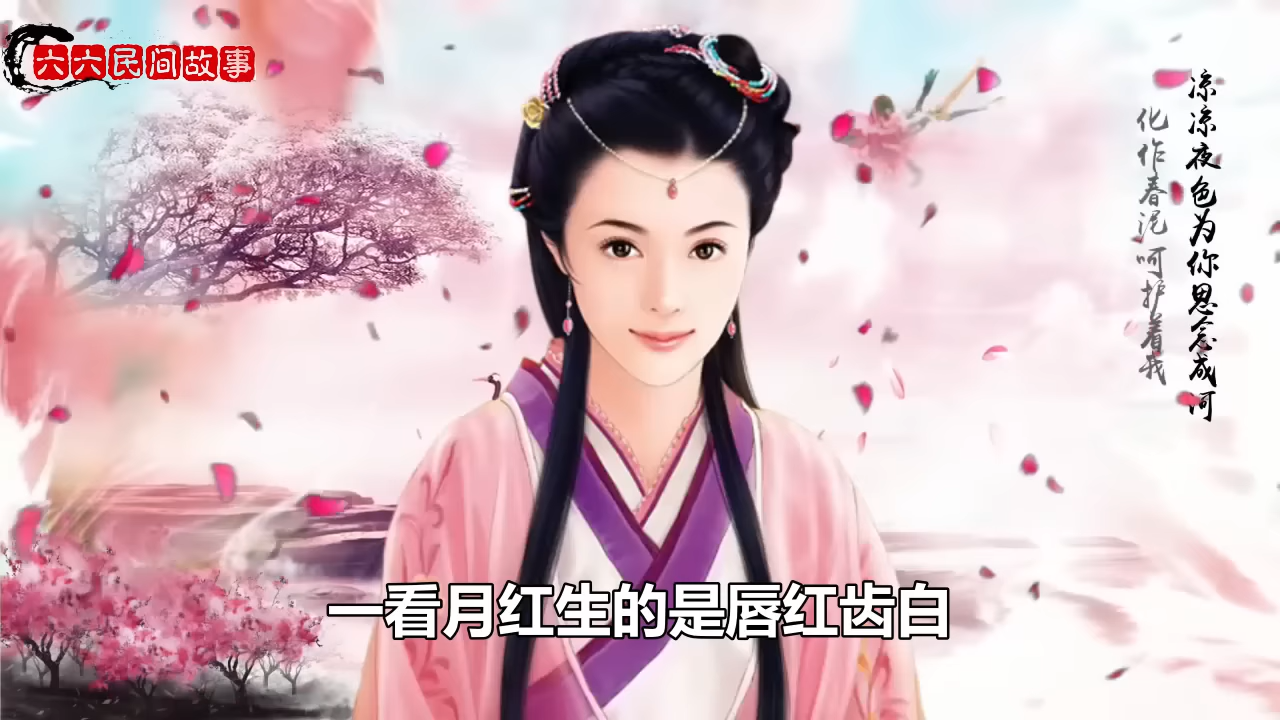 六六民间故事
凉凉夜色为你思念成河
化作春泥呵护着我
一看月红生的是唇红齿白